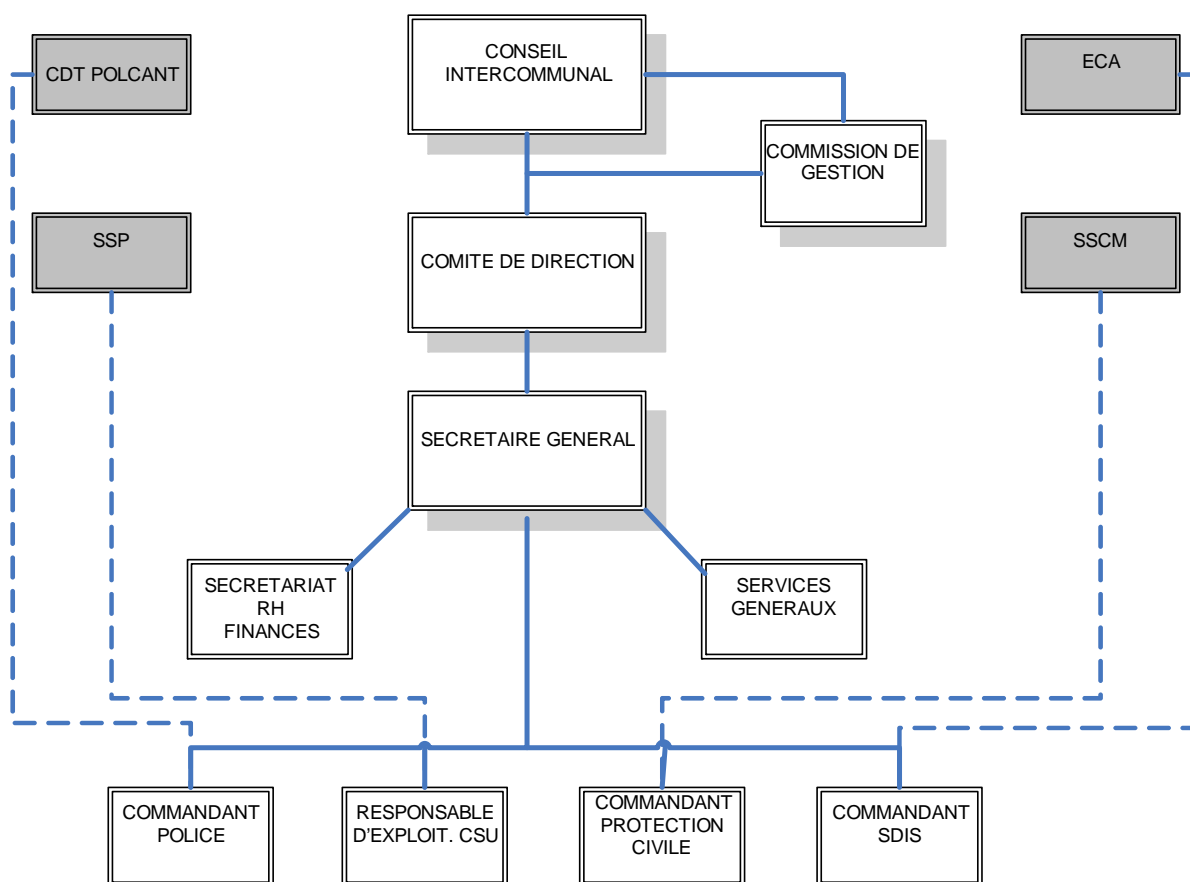 CDT POLCANT
CONSEIL
INTERCOMMUNAL
ECA
COMMISSION DE
GESTION
SSP
COMITE DE DIRECTION
SSCM
SECRETAIRE GENERAL
SECRETARIAT
RH
FINANCES
SERVICES
GENERAUX
COMMANDANT
POLICE
RESPONSABLE
D'EXPLOIT. CSU
COMMANDANT
PROTECTION
CIVILE
COMMANDANT
SDIS